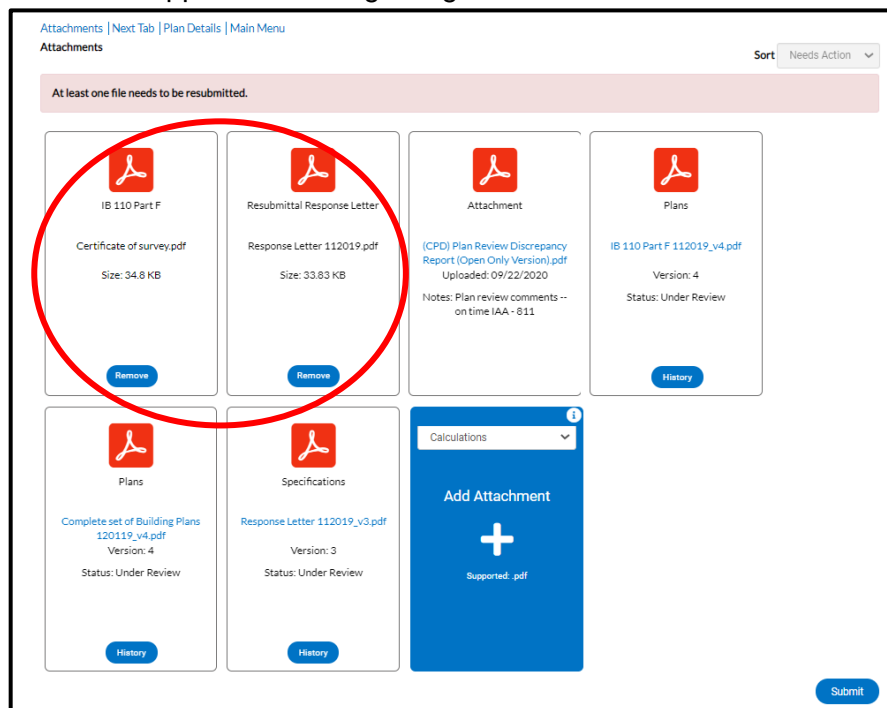 Attachments | Next Tab | Plan Details | Main Menu
Attachments
Sort Needs Action
At least one file needs to be resubmitted.
IB 110 Part F
Certificate of survey.pdf
Size: 34.8 KB
Remove
Resubmittal Response Letter
Response Letter 112019.pdf
Size: 33.83 KB
Remove
Attachment
(CPD) Plan Review Discrepancy
Report (Open Only Version).pdf
Uploaded: 09/22/2020
Notes: Plan review comments --
on time IAA - 811
Plans
IB 110 Part F 112019_v4.pdf
Version: 4
Status: Under Review
History
Plans
Complete set of Building Plans
120119_v4.pdf
Version: 4
Status: Under Review
History
Specifications
Response Letter 112019_v3.pdf
Version: 3
Status: Under Review
History
Calculations
Add Attachment
Supported: .pdf
Submit